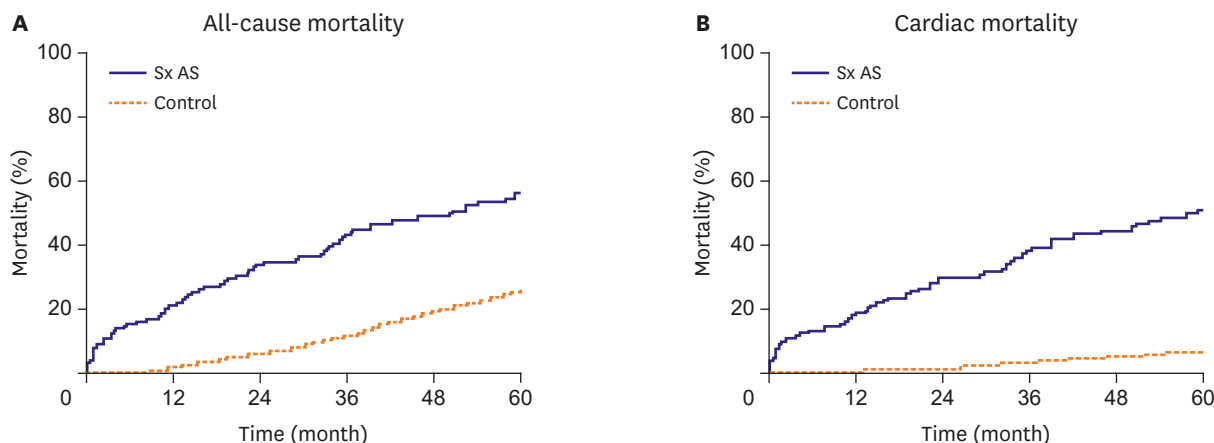 A All-cause mortality
100
80
60
40
20
Mortality (%)
Sx AS
Control
0 12 24 36 48 60
Time (month)
B Cardiac mortality
100
80
60
40
20
Mortality (%)
Sx AS
Control
0 12 24 36 48 60
Time (month)